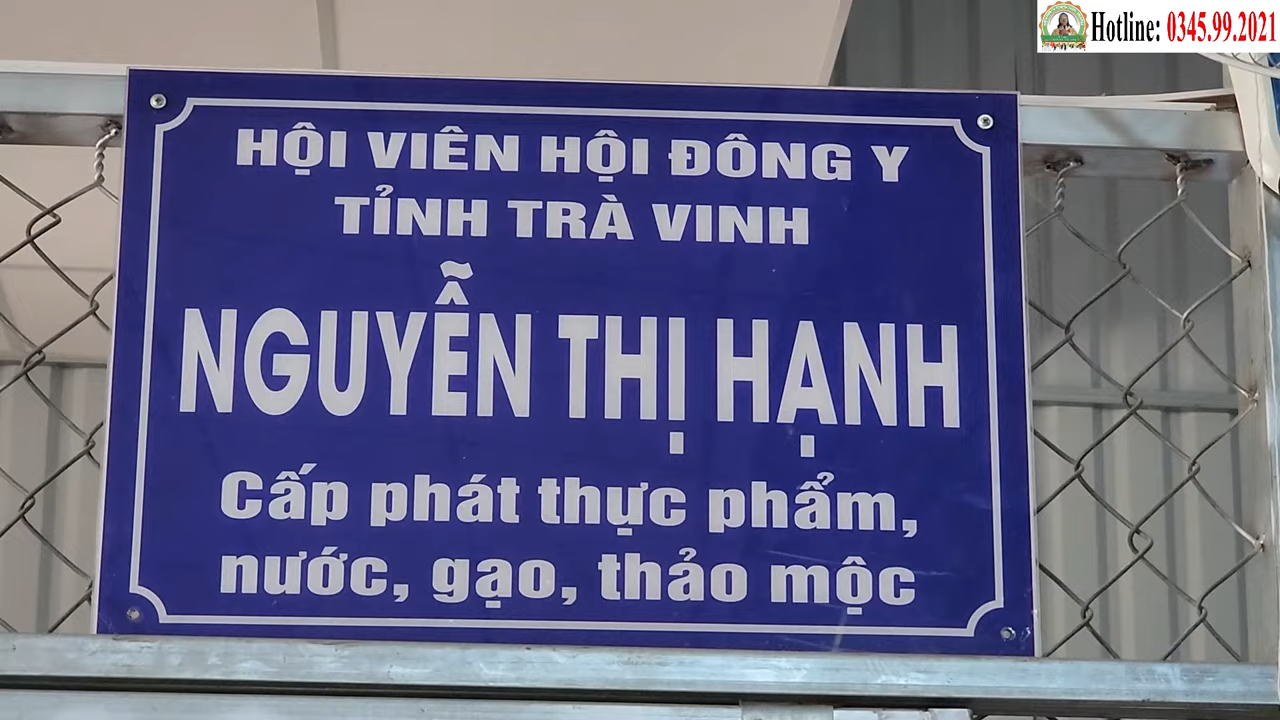 Hotline: 0345.99.2021
HỘI VIÊN HỘI ĐÔNG Y
TỈNH TRÀ VINH
NGUYỄN THỊ HẠNH
Cấp phát thực phẩm,
nước, gạo, thảo mộc